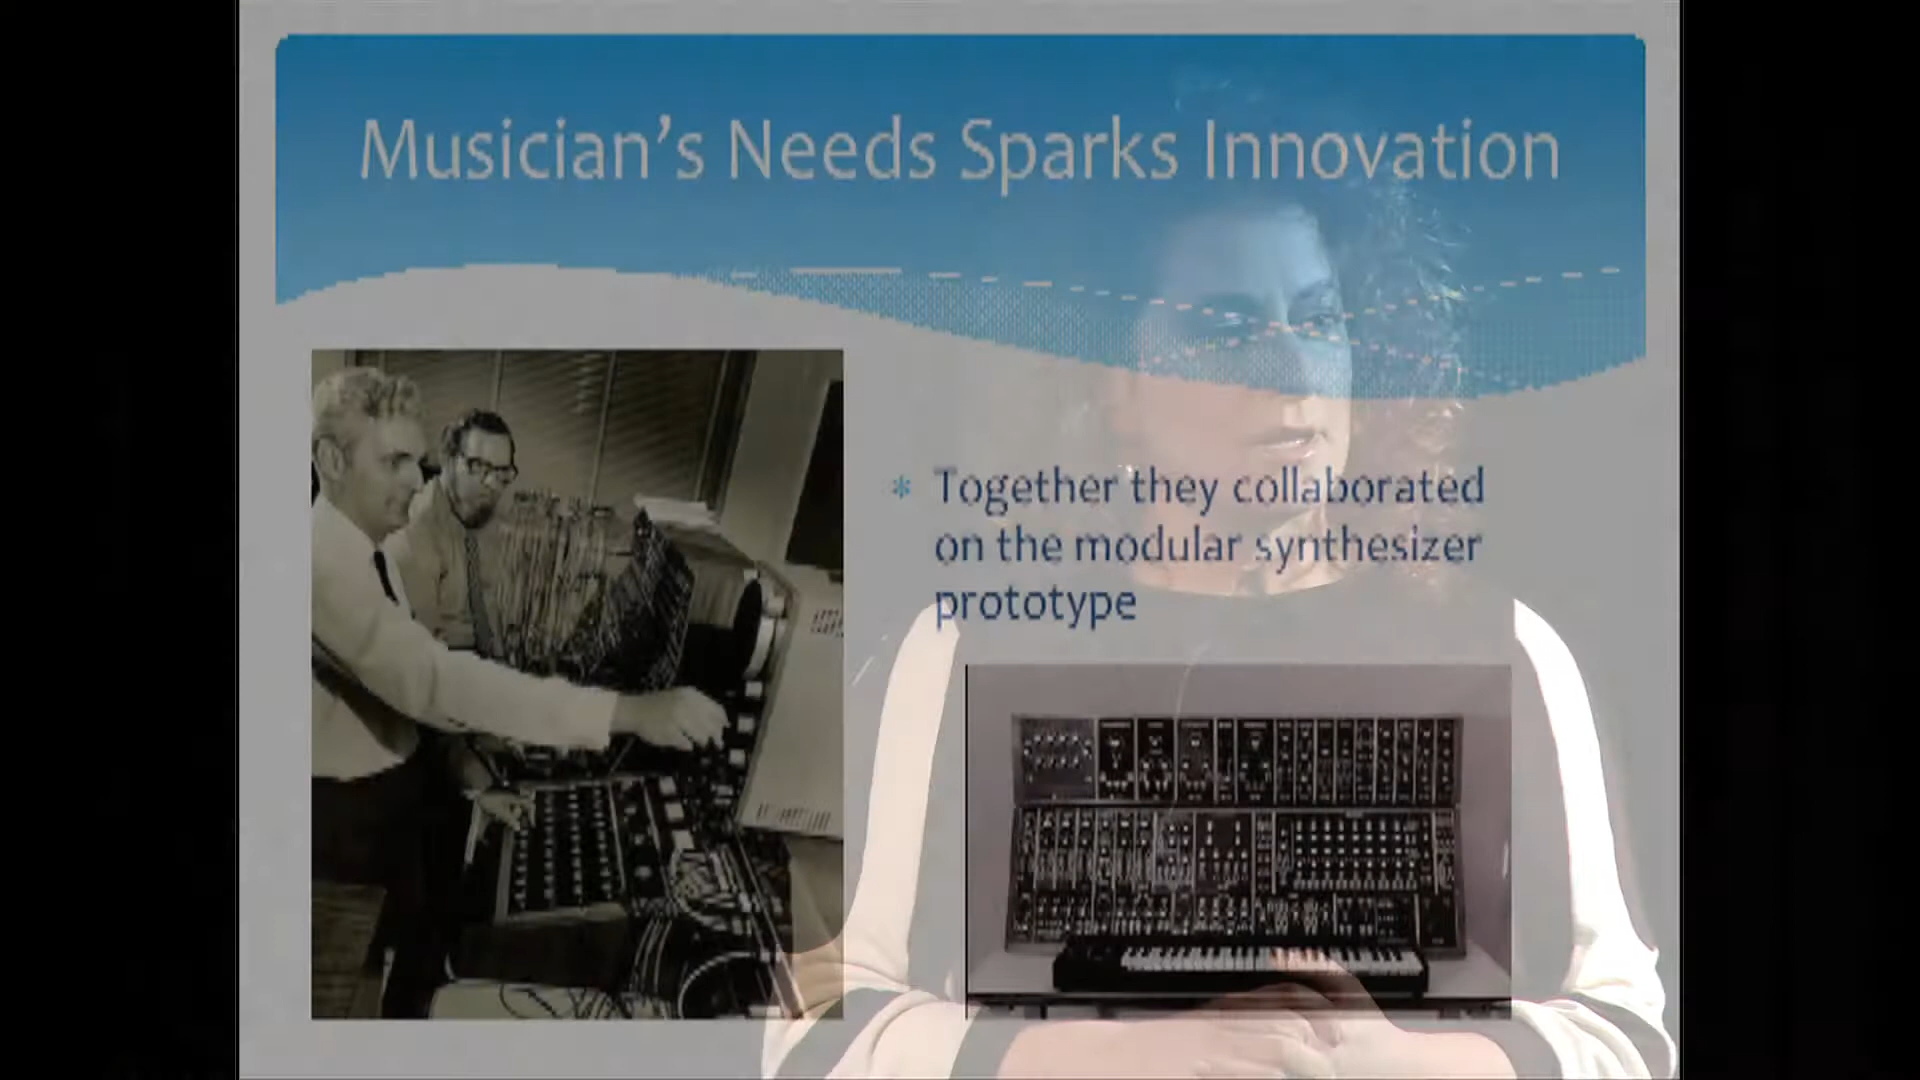 Musician's Needs Sparks Innovation
* Together they collaborated
on the modular synthesizer
prototype